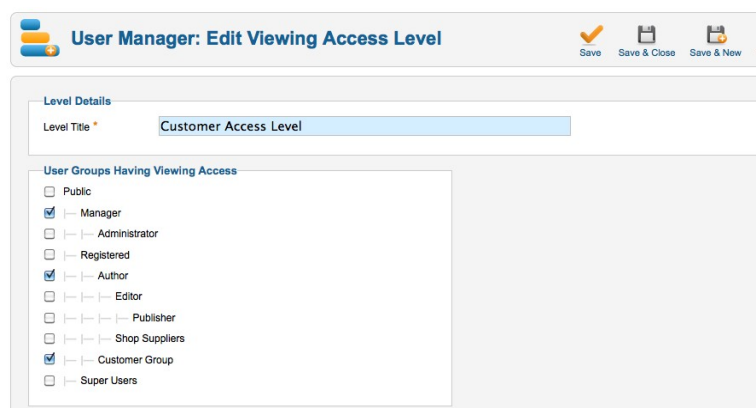 User Manager: Edit Viewing Access Level
Save Save & Close Save & New
Level Details
Level Title * Customer Access Level
User Groups Having Viewing Access
Public
Manager
Administrator
Registered
Author
Editor
Publisher
Shop Suppliers
Customer Group
Super Users